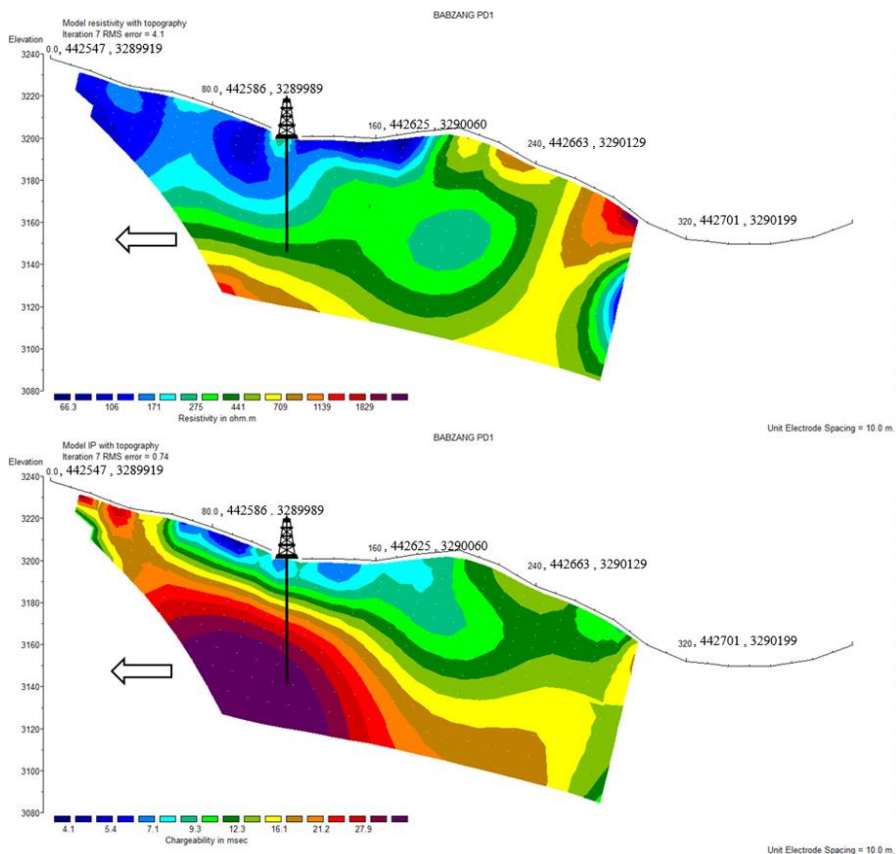 BABZANG PD1
Model resistivity with topography
Iteration 7 RMS error = 4.1
Elevation
0.0, 442547 , 3289919
3240
80.0, 442586 , 3289989
3220
160, 442625 , 3290060
3200
240, 442663 , 3290129
3180
3160
320, 442701 , 3290199
3140
3120
3100
3080
66.3 106 171 275 441 709 1139 1829
Resistivity in ohm.m
Unit Electrode Spacing = 10.0 m.
BABZANG PD1
Model IP with topography
Iteration 7 RMS error = 0.74
Elevation
0.0, 442547 , 3289919
3240
80.0, 442586 . 3289989
3220
160, 442625 , 3290060
3200
240, 442663 , 3290129
3180
3160
320, 442701 , 3290199
3140
3120
3100
3080
4.1 5.4 7.1 9.3 12.3 16.1 21.2 27.9
Chargeability in msec
Unit Electrode Spacing = 10.0 m.